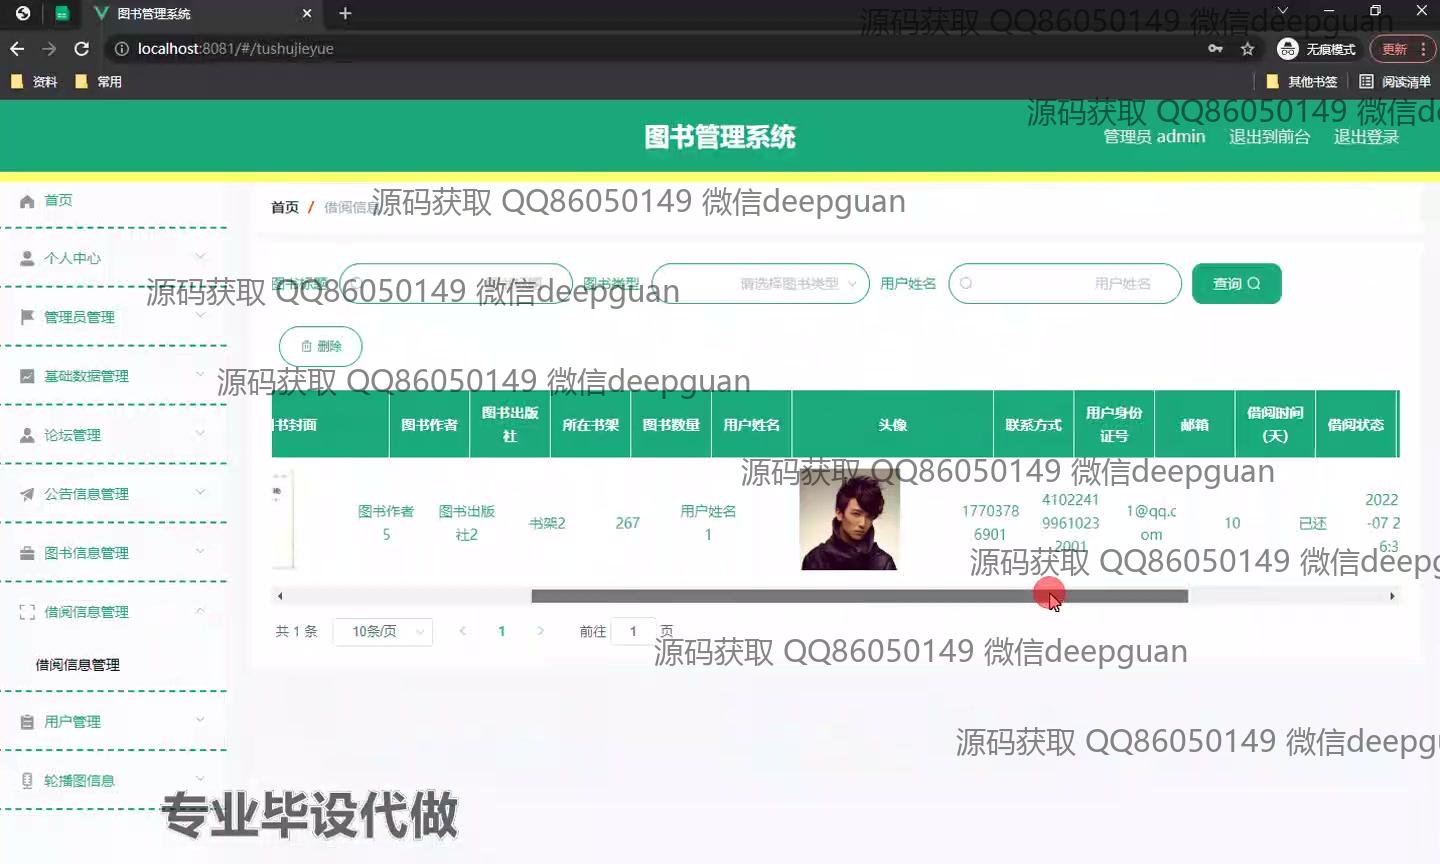 图书管理系统
源码获取 QQ86050149 微信deepguan
localhost:8081/#/tushujieyue
无痕模式
更新
资料
常用
其他书签
阅读清单
源码获取 QQ86050149 微信de
图书管理系统
管理员 admin
退出到前台
退出登录
首页
首页 / 借阅信息
源码获取 QQ86050149 微信deepguan
个人中心
图书标题
图书类型
请选择图书类型
用户姓名
用户姓名
查询
源码获取 QQ86050149 微信deepguan
管理员管理
删除
基础数据管理
源码获取 QQ86050149 微信deepguan
书封面
图书作者
图书出版社
所在书架
图书数量
用户姓名
头像
联系方式
用户身份证号
邮箱
借阅时间(天)
借阅状态
论坛管理
源码获取 QQ86050149 微信deepguan
公告信息管理
图书作者5
图书出版社2
书架2
267
用户姓名1
17703786901
410224199610232001
1@qq.com
10
已还
2022
-07 2
6:3
图书信息管理
源码获取 QQ86050149 微信deepg
借阅信息管理
共 1 条
10条/页
1
前往 1 页
源码获取 QQ86050149 微信deepguan
借阅信息管理
用户管理
源码获取 QQ86050149 微信deepg
轮播图信息
专业毕设代做